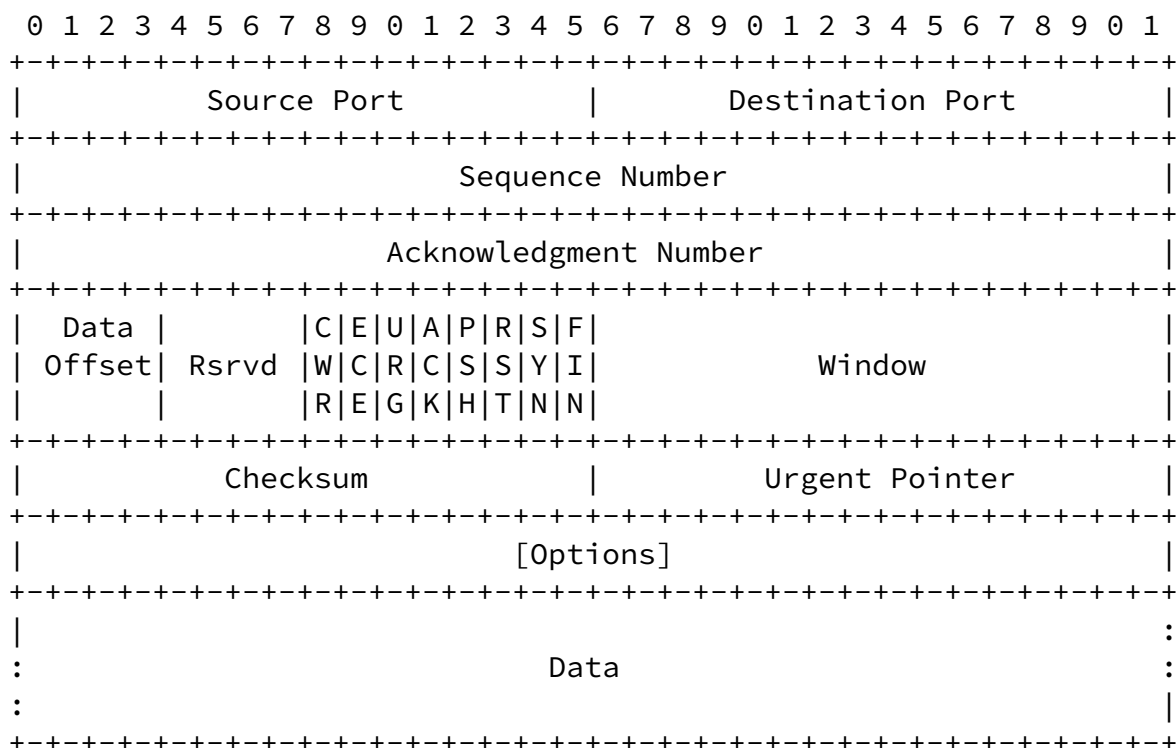 0 1 2 3 4 5 6 7 8 9 0 1 2 3 4 5 6 7 8 9 0 1 2 3 4 5 6 7 8 9 0 1
+-+-+-+-+-+-+-+-+-+-+-+-+-+-+-+-+-+-+-+-+-+-+-+-+-+-+-+-+-+-+-+-+
|          Source Port          |       Destination Port        |
+-+-+-+-+-+-+-+-+-+-+-+-+-+-+-+-+-+-+-+-+-+-+-+-+-+-+-+-+-+-+-+-+
|                        Sequence Number                        |
+-+-+-+-+-+-+-+-+-+-+-+-+-+-+-+-+-+-+-+-+-+-+-+-+-+-+-+-+-+-+-+-+
|                    Acknowledgment Number                      |
+-+-+-+-+-+-+-+-+-+-+-+-+-+-+-+-+-+-+-+-+-+-+-+-+-+-+-+-+-+-+-+-+
|  Data |       |C|E|U|A|P|R|S|F|                               |
| Offset| Rsrvd |W|C|R|C|S|S|Y|I|            Window             |
|       |       |R|E|G|K|H|T|N|N|                               |
+-+-+-+-+-+-+-+-+-+-+-+-+-+-+-+-+-+-+-+-+-+-+-+-+-+-+-+-+-+-+-+-+
|           Checksum            |         Urgent Pointer        |
+-+-+-+-+-+-+-+-+-+-+-+-+-+-+-+-+-+-+-+-+-+-+-+-+-+-+-+-+-+-+-+-+
|                           [Options]                           |
+-+-+-+-+-+-+-+-+-+-+-+-+-+-+-+-+-+-+-+-+-+-+-+-+-+-+-+-+-+-+-+-+
|                                                               :
:                             Data                              :
:                                                               |
+-+-+-+-+-+-+-+-+-+-+-+-+-+-+-+-+-+-+-+-+-+-+-+-+-+-+-+-+-+-+-+-+